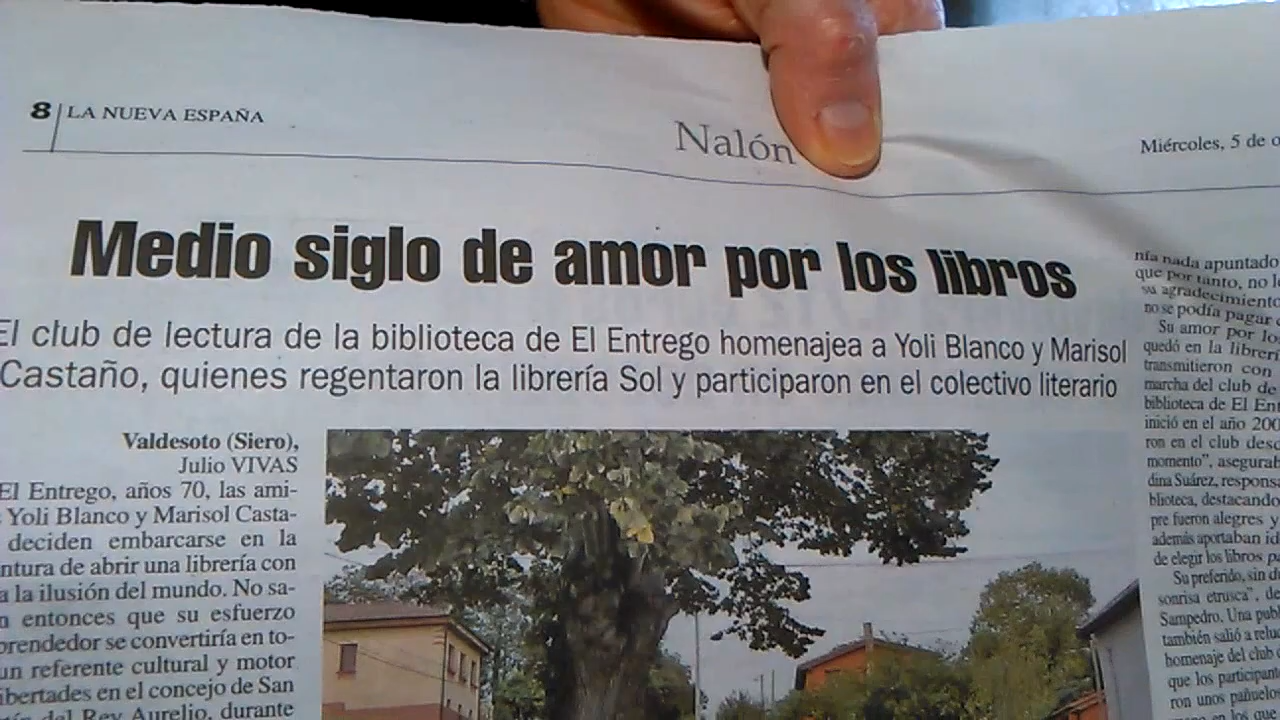 8 LA NUEVA ESPAÑA
Nalón
Miércoles, 5 de
Medio siglo de amor por los libros
El club de lectura de la biblioteca de El Entrego homenajea a Yoli Blanco y Marisol
Castaño, quienes regentaron la librería Sol y participaron en el colectivo literario
Valdesoto (Siero),
Julio VIVAS
El Entrego, años 70, las ami-
Yoli Blanco y Marisol Casta-
deciden embarcarse en la
ntura de abrir una librería con
a la ilusión del mundo. No sa-
n entonces que su esfuerzo
prendedor se convertiría en to-
un referente cultural y motor
ibertades en el concejo de San
del Rey Aurelio, durante
nía nada apuntado
que por tanto, no l
su agradecimiento
no se podía pagar
Su amor por lo
quedó en la librer
transmitieron con
marcha del club de
biblioteca de El Ent
inició en el año 200
ron en el club desd
momento", asegurab
dina Suárez, respons
blioteca, destacando
pre fueron alegres y
además aportaban id
de elegir los libros p
Su preferido, sin d
sonrisa etrusca", de
Sampedro. Una pub
también salió a relu
homenaje del club
que los participant
ron unos pañuelos
en los que